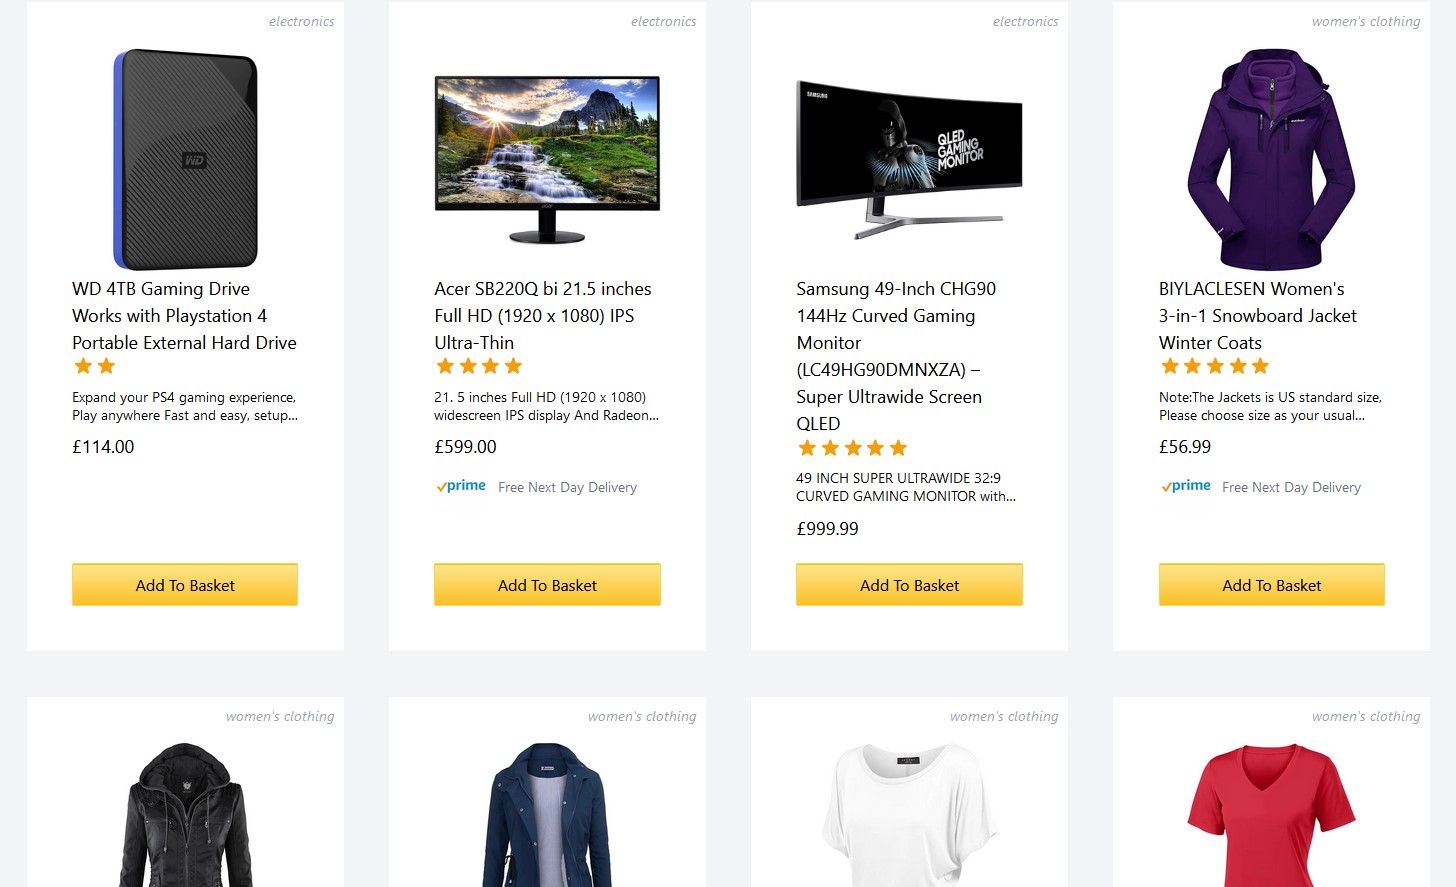 electronics
WD
WD 4TB Gaming Drive
Works with Playstation 4
Portable External Hard Drive
Expand your PS4 gaming experience,
Play anywhere Fast and easy, setup...
£114.00
Add To Basket
electronics
acer
Acer SB220Q bi 21.5 inches
Full HD (1920 x 1080) IPS
Ultra-Thin
21. 5 inches Full HD (1920 x 1080)
widescreen IPS display And Radeon...
£599.00
prime Free Next Day Delivery
Add To Basket
electronics
SAMSUNG
QLED
GAMING
MONITOR
Samsung 49-Inch CHG90
144Hz Curved Gaming
Monitor
(LC49HG90DMNXZA) –
Super Ultrawide Screen
QLED
49 INCH SUPER ULTRAWIDE 32:9
CURVED GAMING MONITOR with...
£999.99
Add To Basket
women's clothing
BIYLACLESEN Women's
3-in-1 Snowboard Jacket
Winter Coats
Note:The Jackets is US standard size,
Please choose size as your usual...
£56.99
prime Free Next Day Delivery
Add To Basket
women's clothing
women's clothing
women's clothing
women's clothing